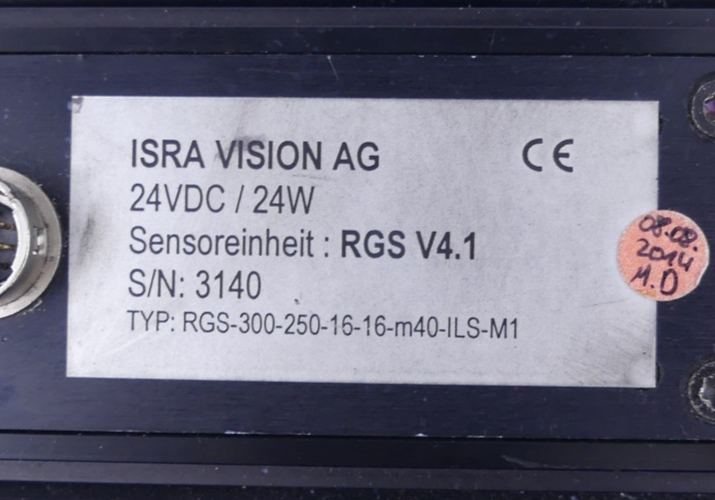 ISRA VISION AG CE
24VDC / 24W
Sensoreinheit : RGS V4.1
S/N: 3140
TYP: RGS-300-250-16-16-m40-ILS-M1
08.08.
2014
M.D